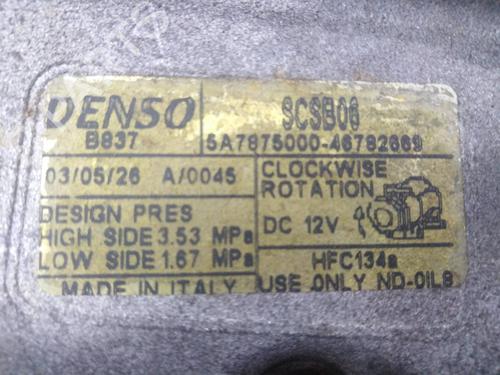 DENSO
B837
SCSB06
5A7875000-46782669
03/05/26 A/0045
CLOCKWISE
ROTATION
DESIGN PRES
HIGH SIDE 3.53 MPa
LOW SIDE 1.67 MPa
DC 12V
HFC134a
MADE IN ITALY
USE ONLY ND-OIL8